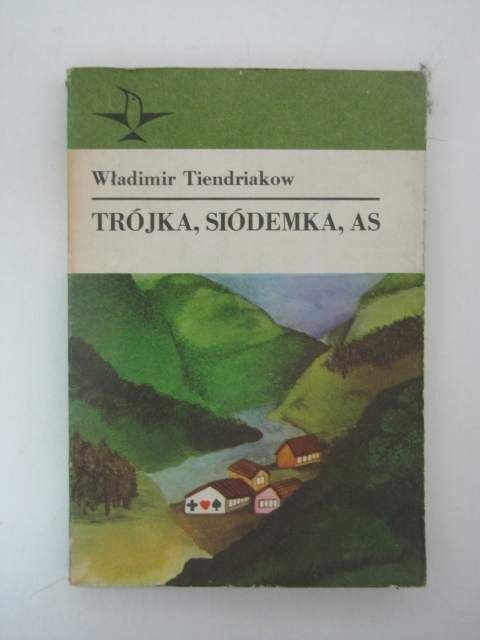 Władimir Tiendriakow
TRÓJKA, SIÓDEMKA, AS